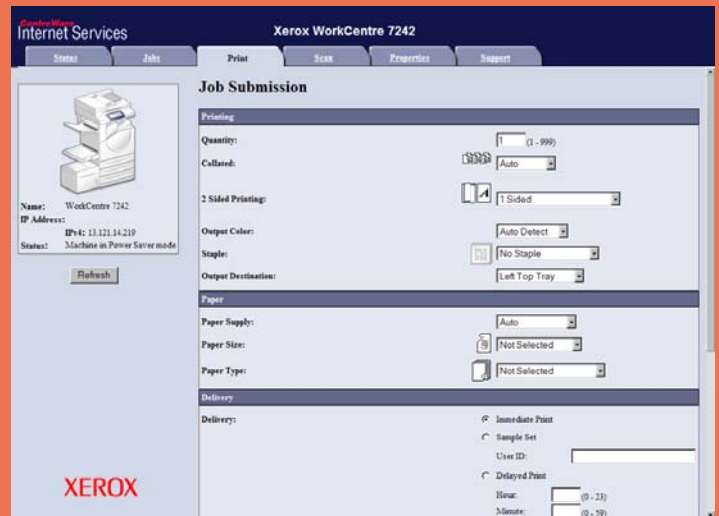 CentreWare
Internet Services
Xerox WorkCentre 7242
Status
Jobs
Print
Scan
Properties
Support
Name: WorkCentre 7242
IP Address:
IPv4: 13.121.14.219
Status: Machine in Power Saver mode
Refresh
XEROX
Job Submission
Printing
Quantity: 1 (1 - 999)
Collated: Auto
2 Sided Printing: 1 Sided
Output Color: Auto Detect
Staple: No Staple
Output Destination: Left Top Tray
Paper
Paper Supply: Auto
Paper Size: Not Selected
Paper Type: Not Selected
Delivery
Delivery: Immediate Print
Sample Set
User ID:
Delayed Print
Hour: (0 - 23)
Minute: (0 - 59)